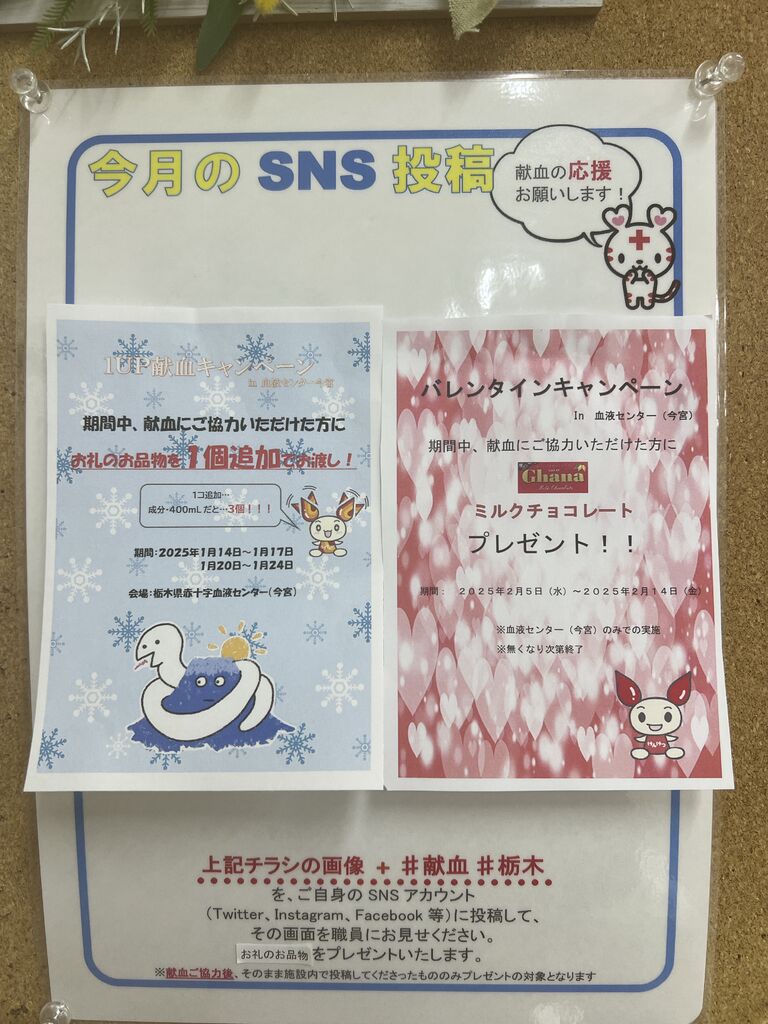 今月の SNS 投稿
献血の応援
お願いします！
1UP献血キャンペーン
in 血液センター今宮
期間中、献血にご協力いただけた方に
お礼のお品物を1個追加でお渡し！
1コ追加…
成分・400mLだと…3個！！！
期間：2025年1月14日～1月17日
1月20日～1月24日
会場：栃木県赤十字血液センター（今宮）
バレンタインキャンペーン
In 血液センター（今宮）
期間中、献血にご協力いただけた方に
Ghana
Milk Chocolate
ミルクチョコレート
プレゼント！！
期間： 2025年2月5日（水）～2025年2月14日（金）
※血液センター（今宮）のみでの実施
※無くなり次第終了
けんけつ
上記チラシの画像 + #献血 #栃木
を、ご自身の SNS アカウント
（Twitter、Instagram、Facebook 等）に投稿して、
その画面を職員にお見せください。
お礼のお品物 をプレゼントいたします。
※献血ご協力後、そのまま施設内で投稿してくださったもののみプレゼントの対象となります